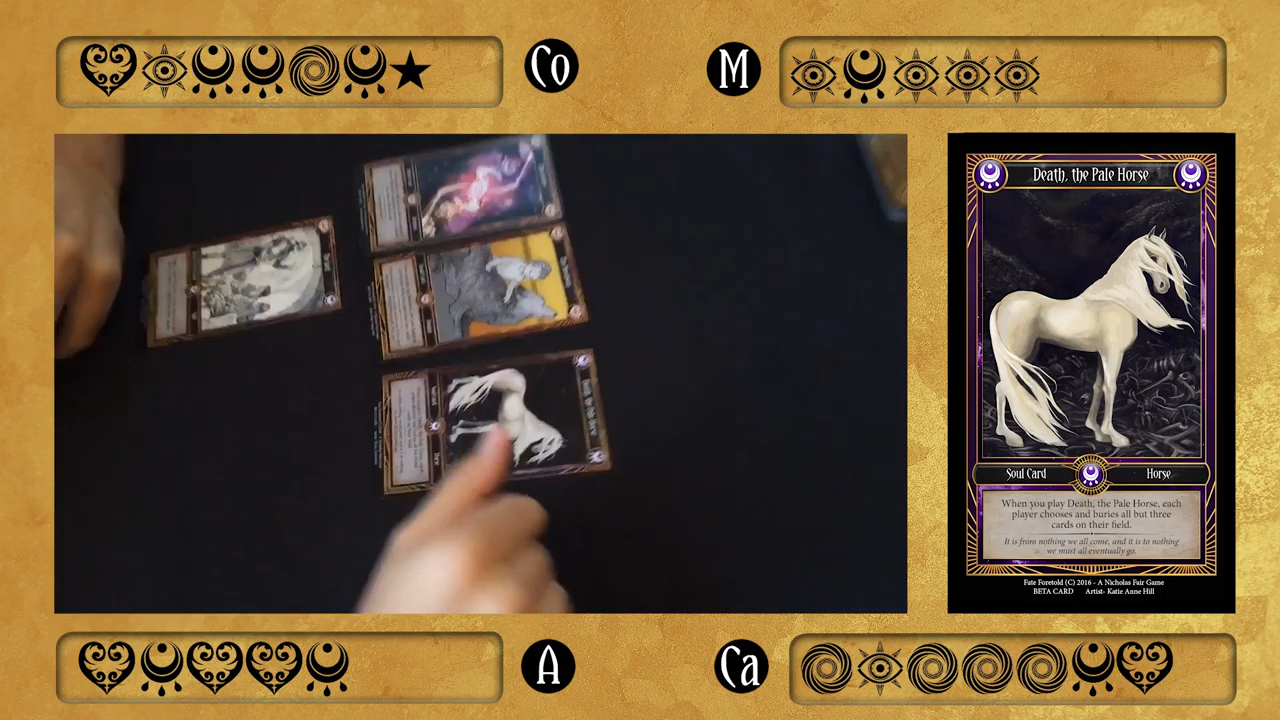 Co
M
Death, the Pale Horse
Soul Card
Horse
When you play Death, the Pale Horse, each
player chooses and buries all but three
cards on their field.
It is from nothing we all come, and it is to nothing
we must all eventually go.
Fate Foretold (C) 2016 - A Nicholas Fair Game
BETA CARD Artist- Katie Anne Hill
A
Ca